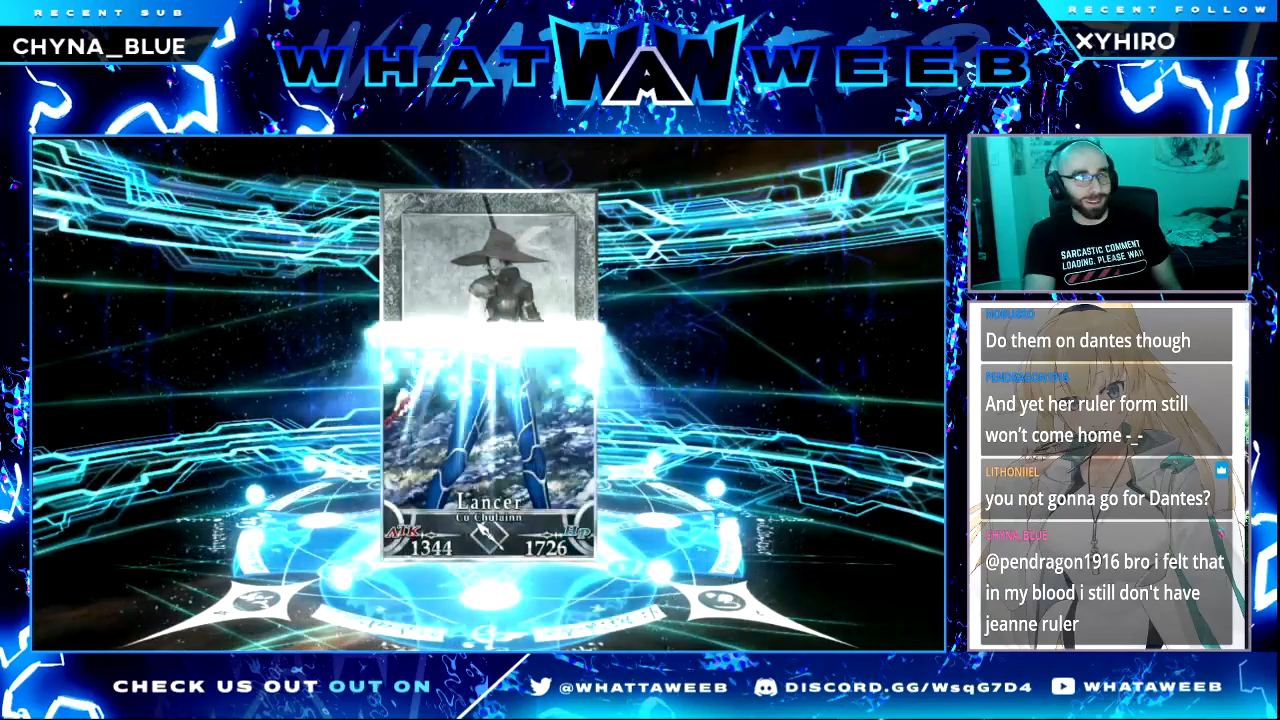 RECENT SUB
CHYNA_BLUE
WHAT WAW WEEB
RECENT FOLLOW
XYHIRO
SARCASTIC COMMENT
LOADING. PLEASE WAIT
Do them on dantes though
PENDRAGON1916
And yet her ruler form still
won't come home -_-
LITHONIIEL
you not gonna go for Dantes?
CHYNA_BLUE
@pendragon1916 bro i felt that
in my blood i still don't have
jeanne ruler
Lancer
Cu Chulainn
ATK
HP
1344
1726
CHECK US OUT OUT ON
@WHATTAWEEB
DISCORD.GG/WsqG7D4
WHATAWEEB